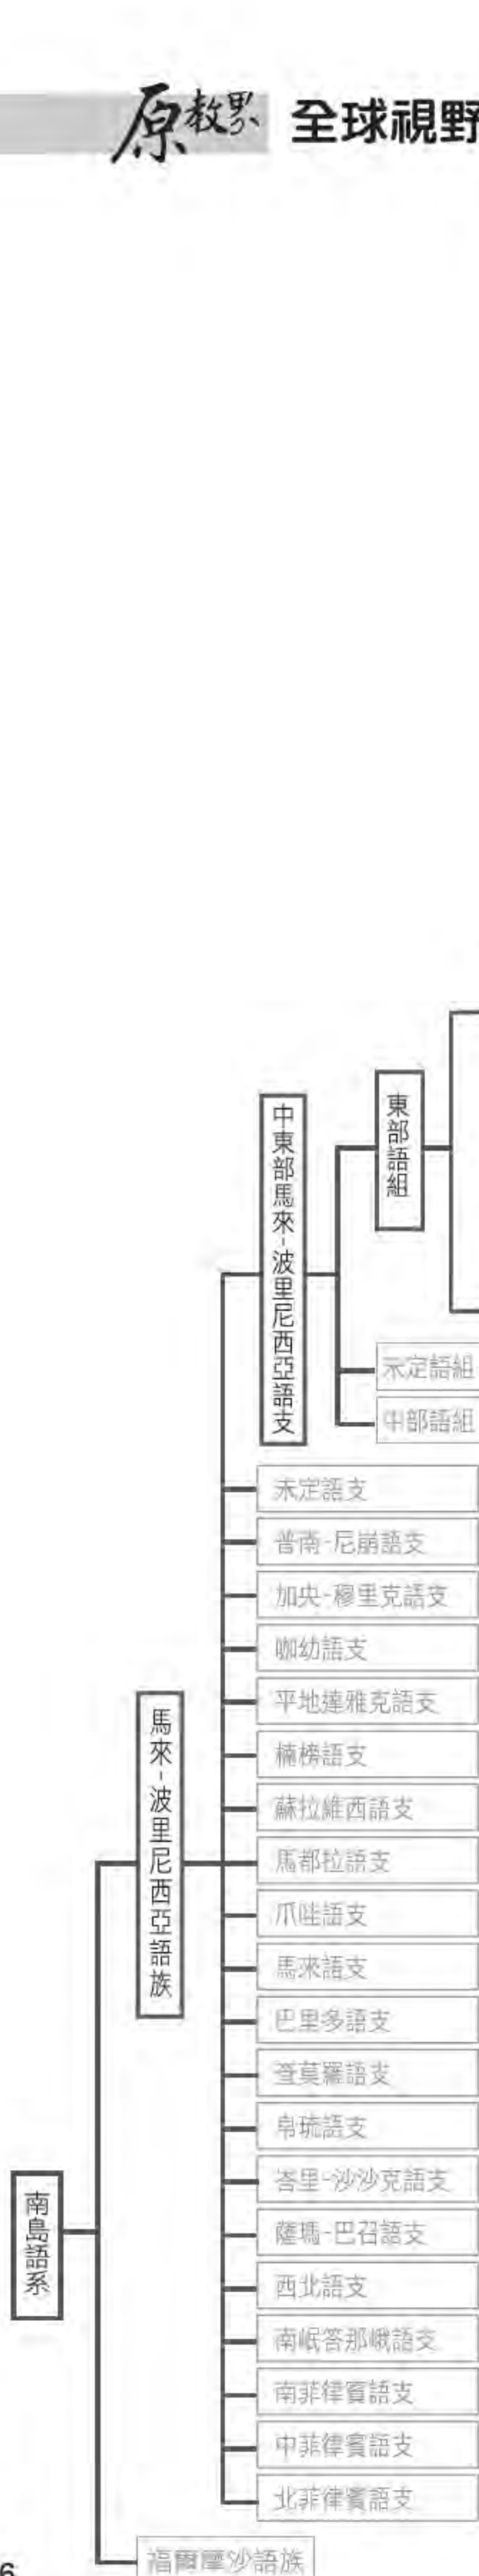 原教界 全球視野
東部語組
中東部馬來-波里尼西亞語支
未定語組
中部語組
未定語支
普南-尼崩語支
加央-穆里克語支
咖幼語支
平地達雅克語支
楠榜語支
蘇拉維西語支
馬都拉語支
爪哇語支
馬來語支
巴里多語支
查莫羅語支
帛琉語支
峇里-沙沙克語支
薩瑪-巴召語支
西北語支
南岷答那峨語支
南菲律賓語支
中菲律賓語支
北菲律賓語支
馬來-波里尼西亞語族
南島語系
福爾摩沙語族
6